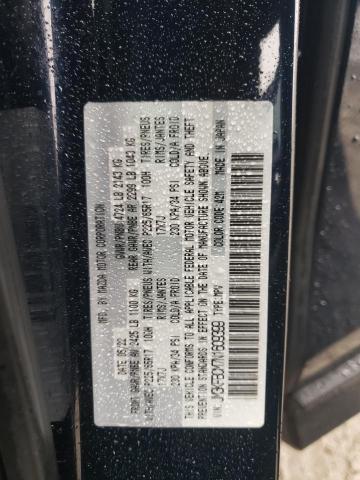 MFD. BY MAZDA MOTOR CORPORATION
DATE: 05/22 GVWR/PNBV 4724 LB 2143 KG
FRONT GAWR/PNBE AV 2425 LB 1100 KG REAR GAWR/PNBE AR 2299 LB 1043 KG
WITH/AVEC P225/65R17 100H TIRES/PNEUS WITH/AVEC P225/65R17 100H TIRES/PNEUS
17X7J RIMS/JANTES 17X7J RIMS/JANTES
230 KPA/34 PSI COLD/A FROID 230 KPA/34 PSI COLD/A FROID
THIS VEHICLE CONFORMS TO ALL APPLICABLE FEDERAL MOTOR VEHICLE SAFETY AND THEFT
PREVENTION STANDARDS IN EFFECT ON THE DATE OF MANUFACTURE SHOWN ABOVE.
COLOR CODE:42M MADE IN JAPAN
TYPE:MPV